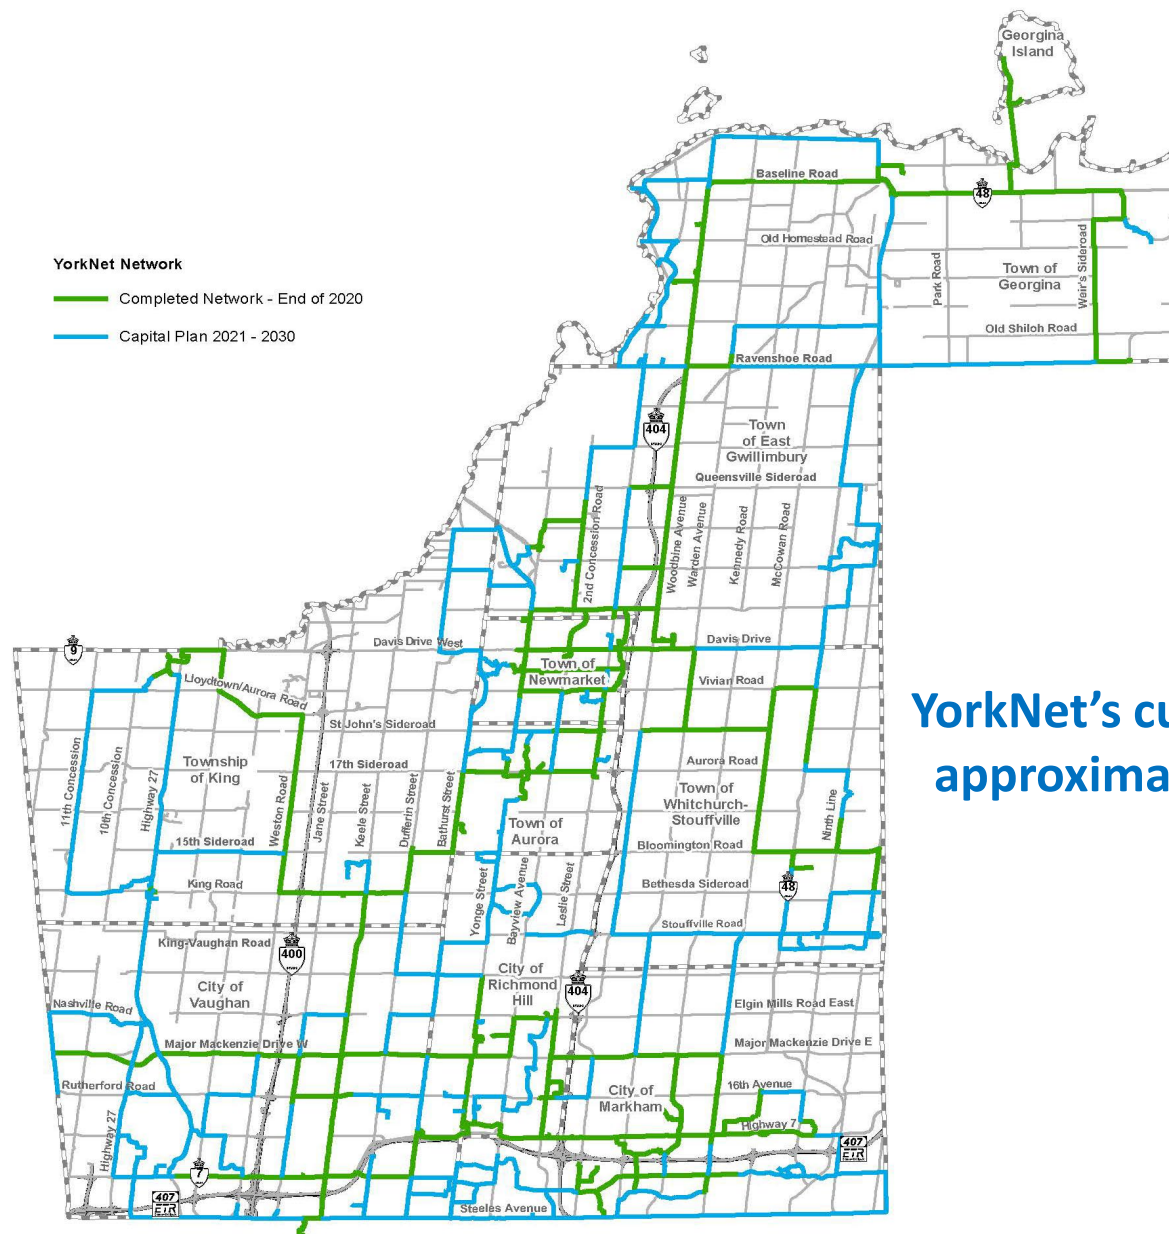 Georgina
Island
Baseline Road
48
YorkNet Network
Completed Network - End of 2020
Capital Plan 2021 - 2030
Old Homestead Road
Park Road
Town of
Georgina
Weir's Sideroad
Old Shiloh Road
Ravenshoe Road
404
Town
of East
Gwillimbury
Queensville Sideroad
2nd Concession Road
Woodbine Avenue
Warden Avenue
Kennedy Road
McCowan Road
9
Davis Drive West
Davis Drive
Town of
Newmarket
Vivian Road
Lloydtown/Aurora Road
St John's Sideroad
17th Sideroad
Township
of King
11th Concession
10th Concession
Highway 27
Weston Road
Jane Street
Keele Street
Dufferin Street
Bathurst Street
Aurora Road
Town of
Whitchurch-
Stouffville
YorkNet's cu
approxima
Town of
Aurora
Ninth Line
15th Sideroad
Bloomington Road
King Road
Bethesda Sideroad
48
Yonge Street
Bayview Avenue
Leslie Street
Stouffville Road
King-Vaughan Road
400
City of
Vaughan
City of
Richmond
Hill
404
Nashville Road
Elgin Mills Road East
Major Mackenzie Drive W
Major Mackenzie Drive E
Rutherford Road
16th Avenue
City of
Markham
Highway 27
Highway 7
407
ETR
7
407
ETR
Steeles Avenue